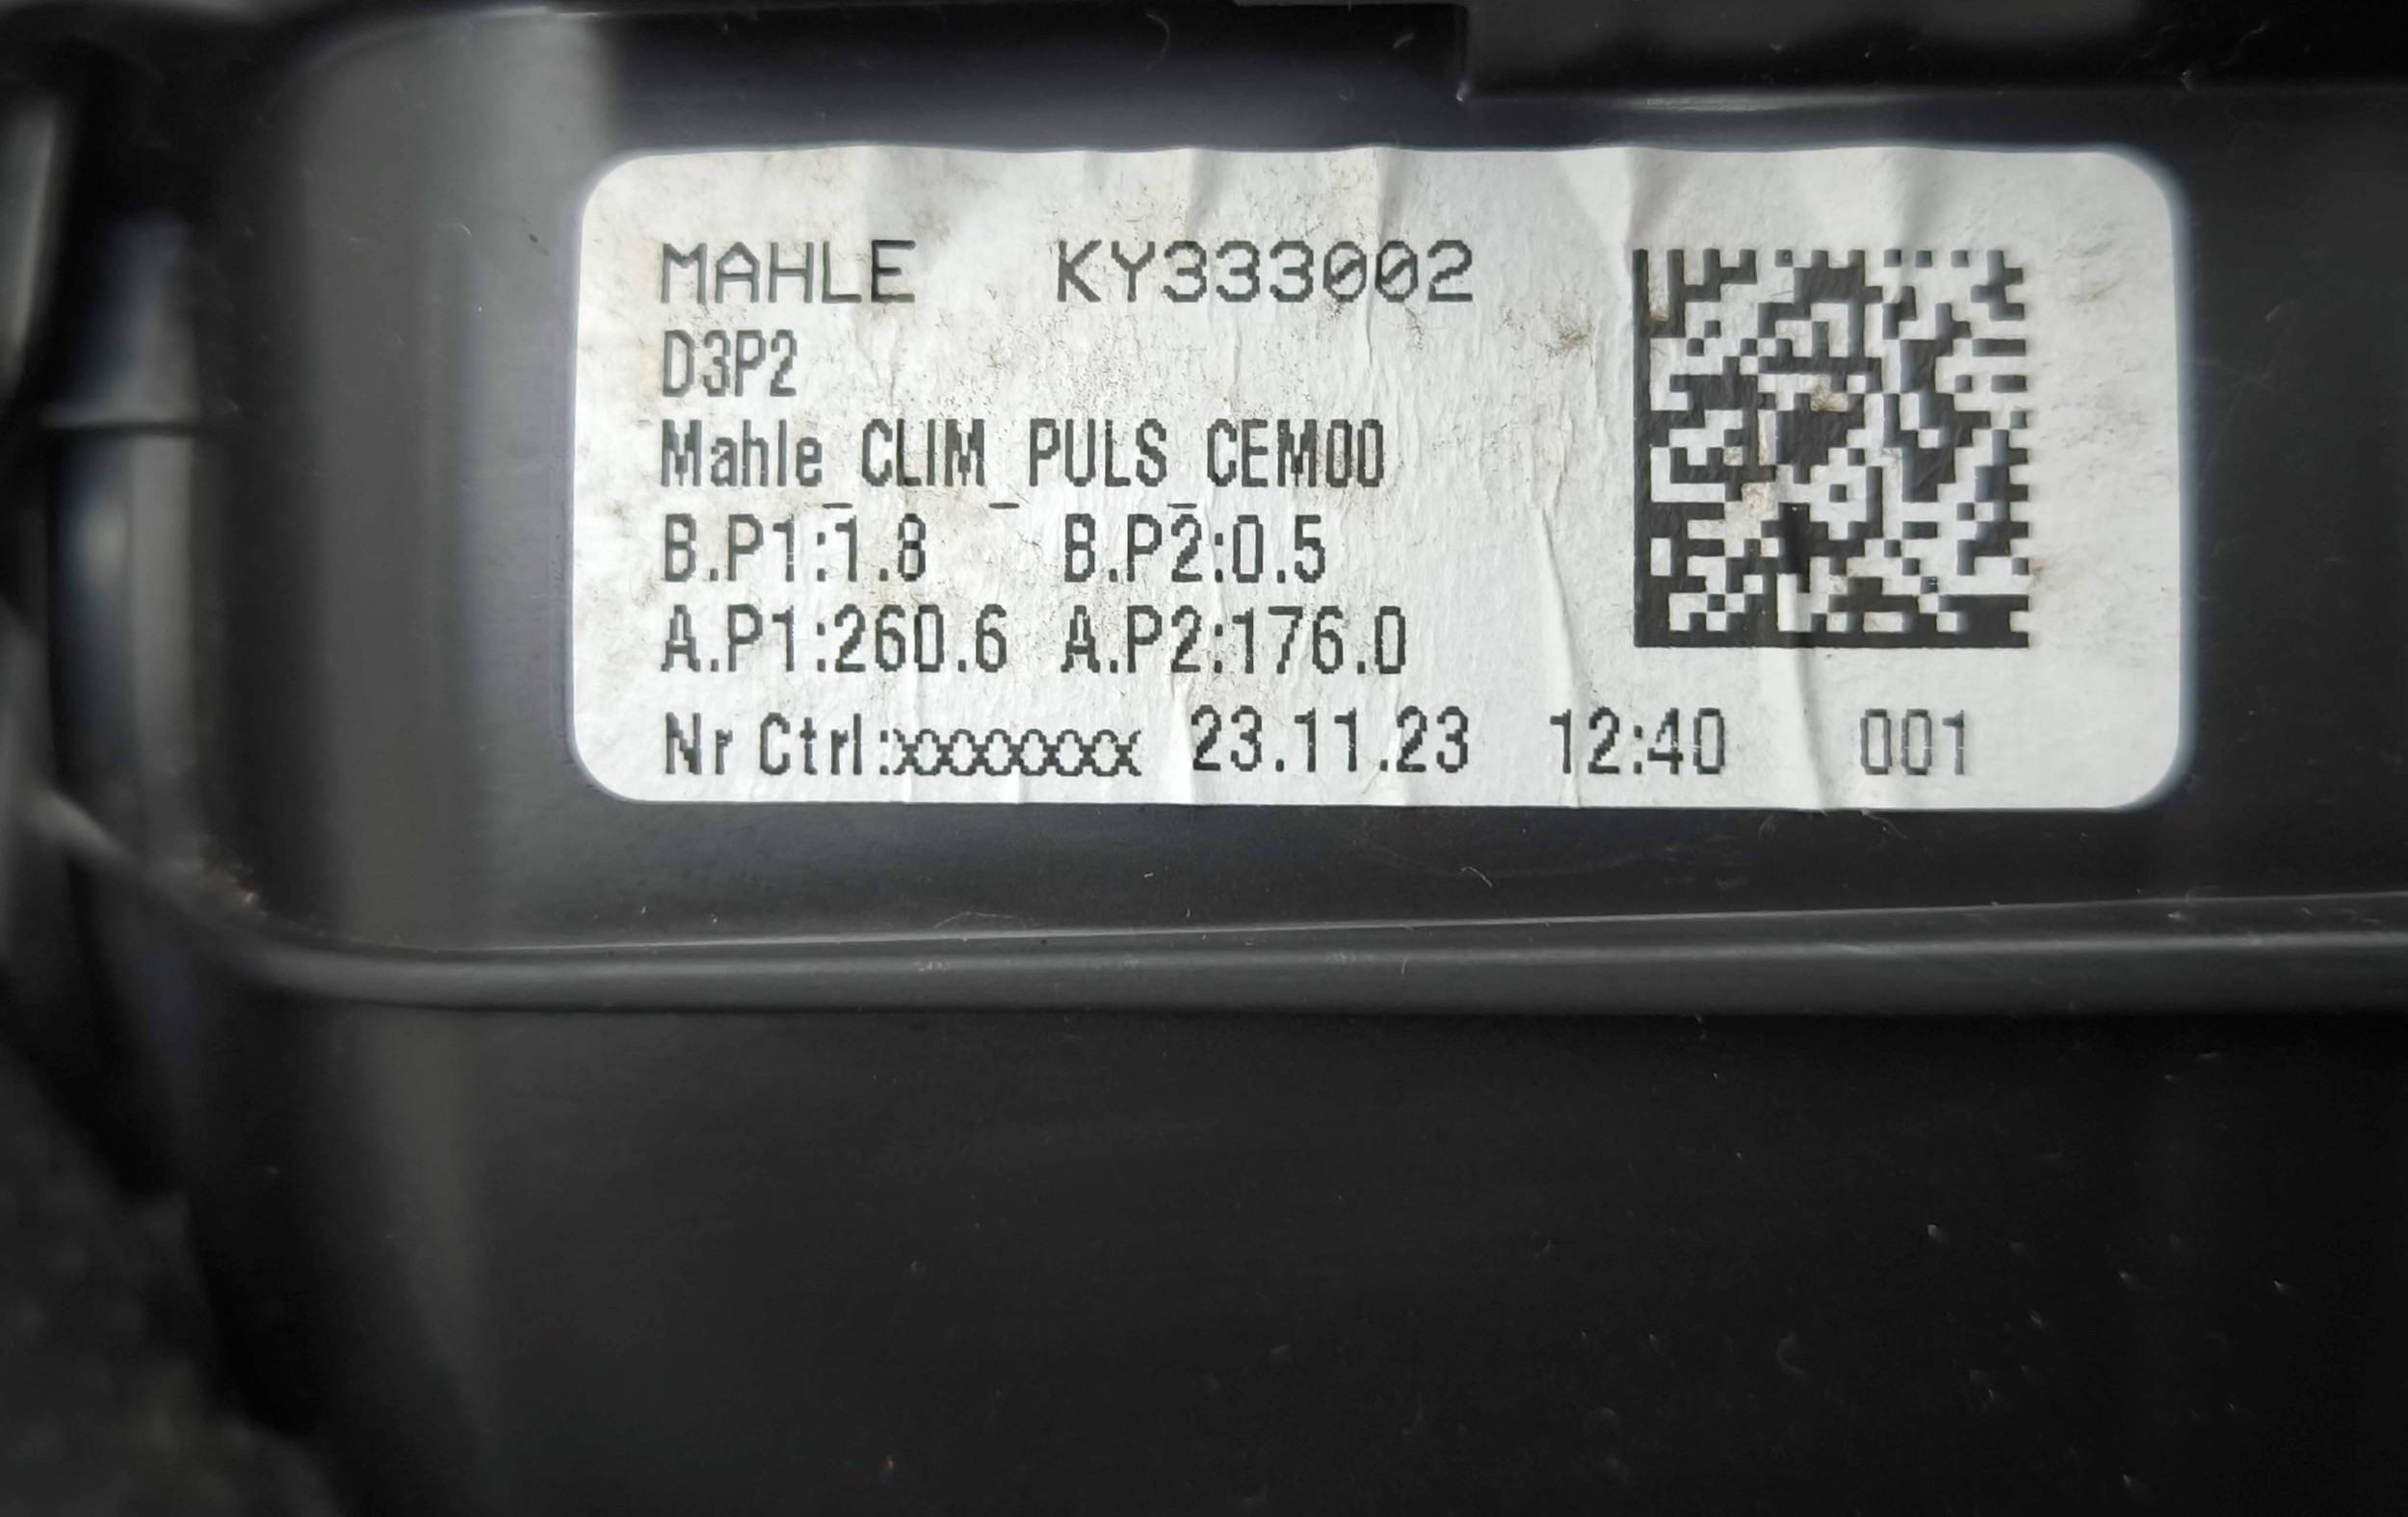 MAHLE KY333002
D3P2
Mahle_CLIM_PULS_CEM00
B.P1:1.8 B.P2:0.5
A.P1:260.6 A.P2:176.0
Nr Ctrl:xxxxxxx 23.11.23 12:40 001